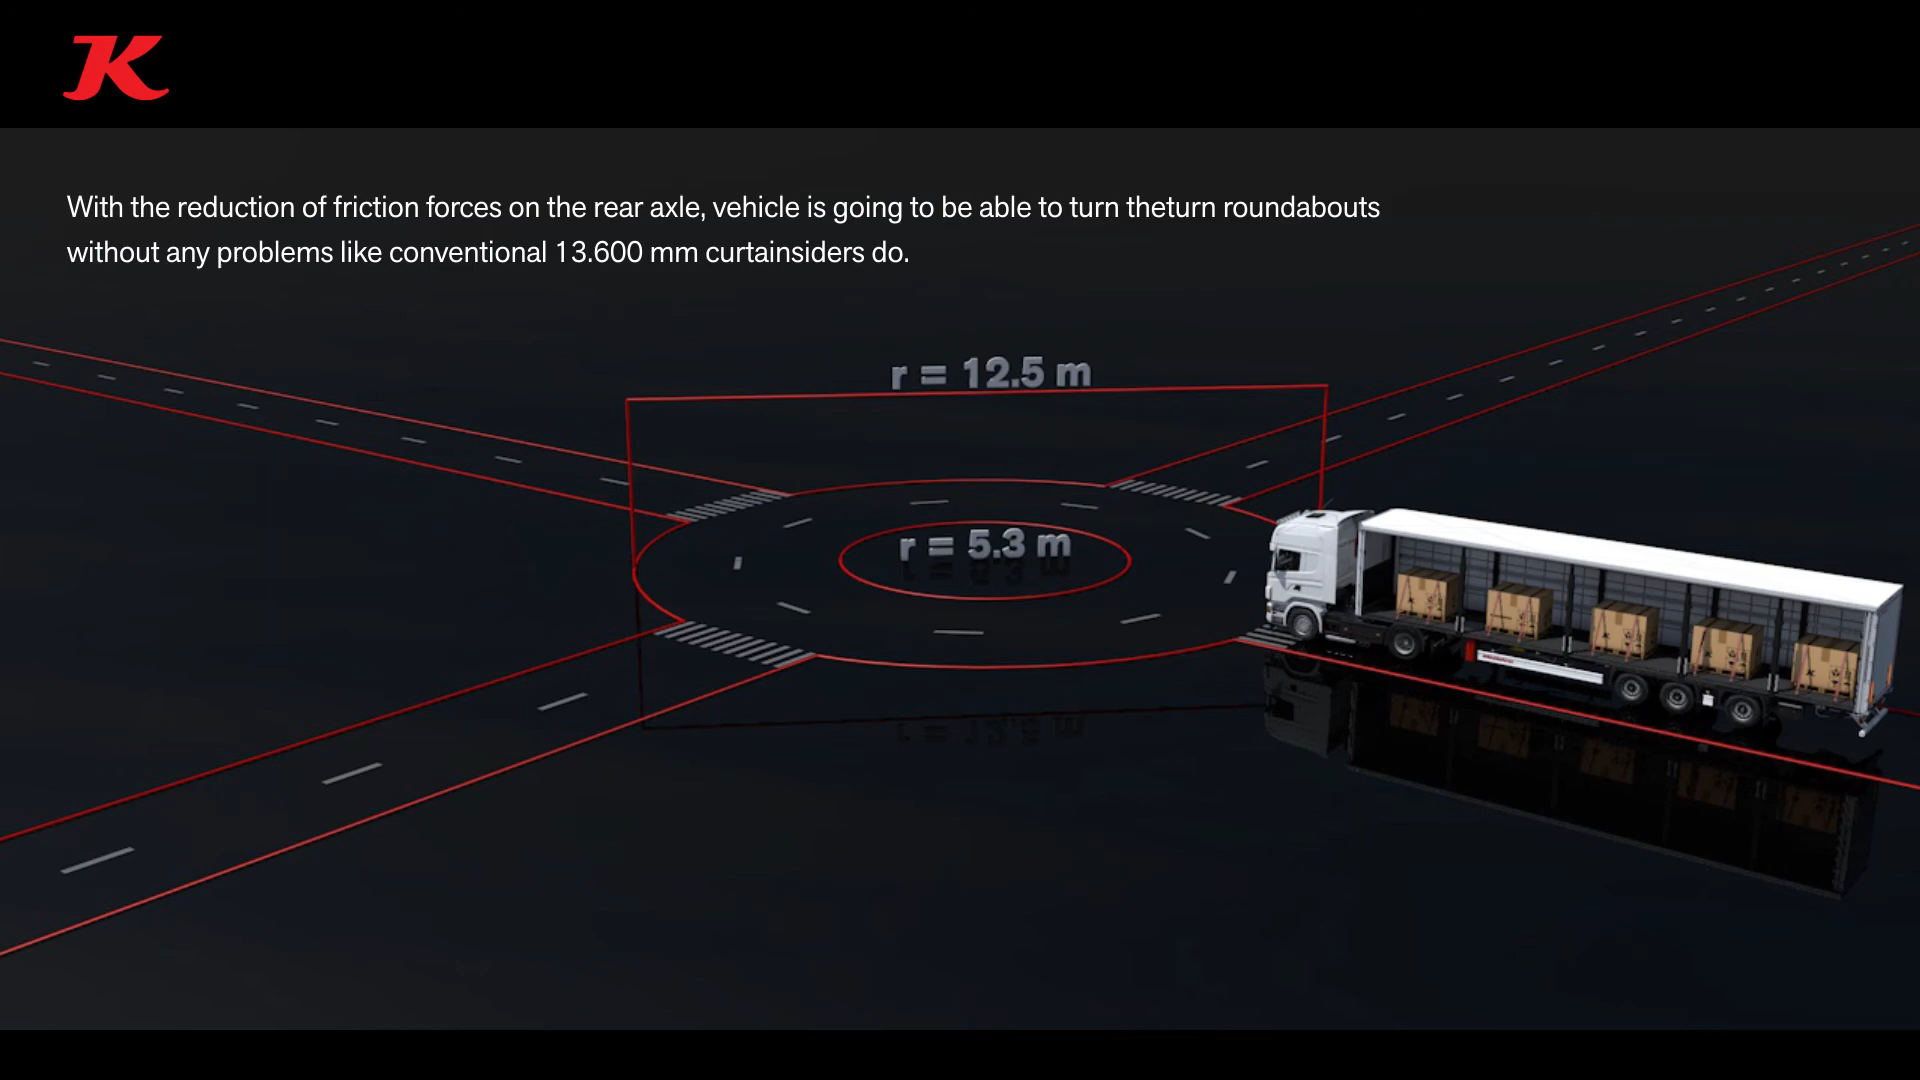 K
With the reduction of friction forces on the rear axle, vehicle is going to be able to turn theturn roundabouts
without any problems like conventional 13.600 mm curtainsiders do.
r = 12.5 m
r = 5.3 m